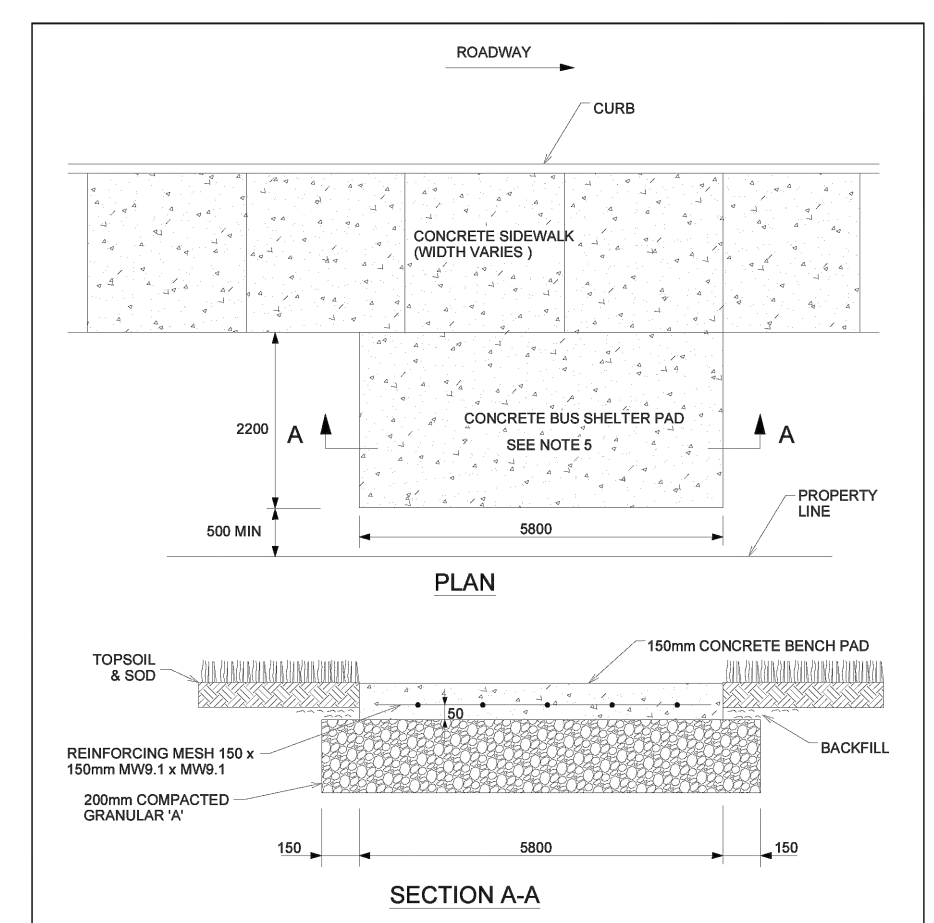 ROADWAY
CURB
CONCRETE SIDEWALK
(WIDTH VARIES )
2200
A
CONCRETE BUS SHELTER PAD
SEE NOTE 5
A
PROPERTY
LINE
500 MIN
5800
PLAN
150mm CONCRETE BENCH PAD
TOPSOIL
& SOD
50
REINFORCING MESH 150 x
150mm MW9.1 x MW9.1
BACKFILL
200mm COMPACTED
GRANULAR 'A'
150
5800
150
SECTION A-A